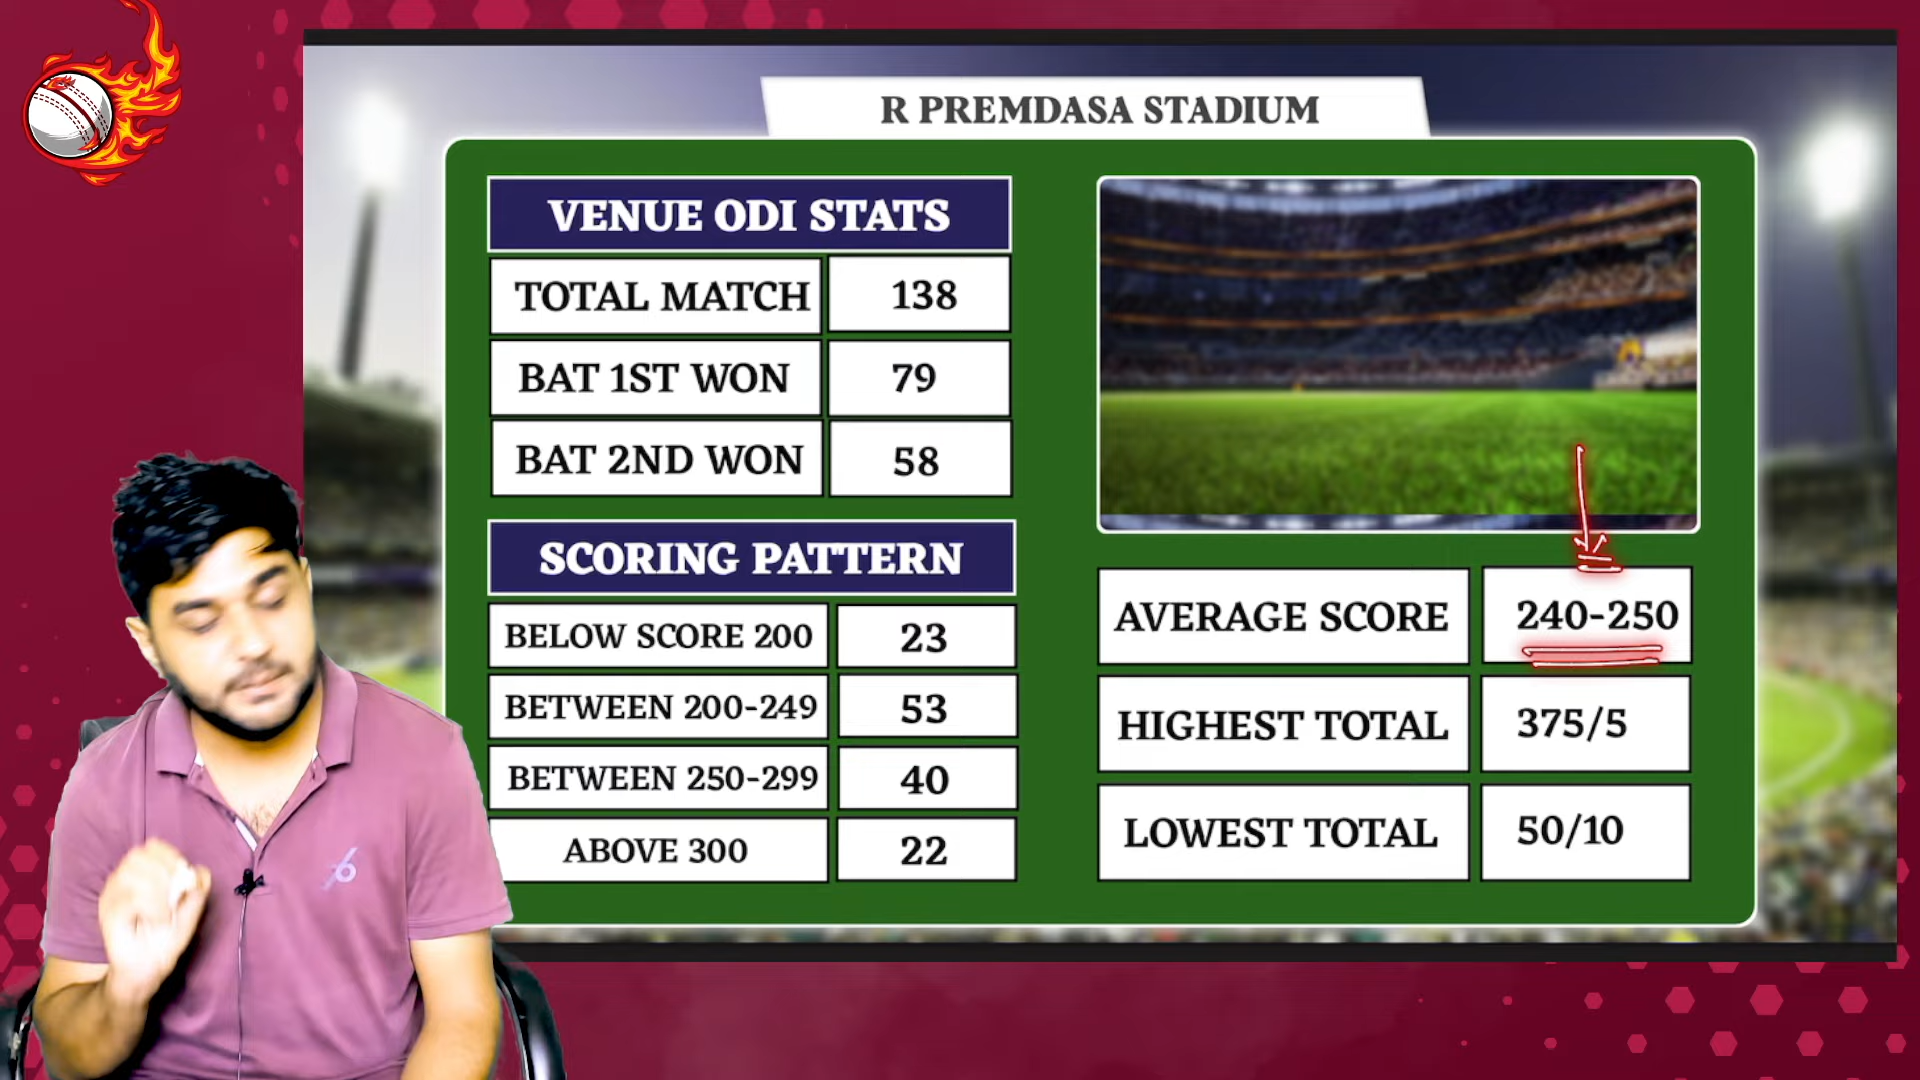 R PREMDASA STADIUM
VENUE ODI STATS
TOTAL MATCH 138
BAT 1ST WON 79
BAT 2ND WON 58
SCORING PATTERN
BELOW SCORE 200 23
BETWEEN 200-249 53
BETWEEN 250-299 40
ABOVE 300 22
AVERAGE SCORE 240-250
HIGHEST TOTAL 375/5
LOWEST TOTAL 50/10